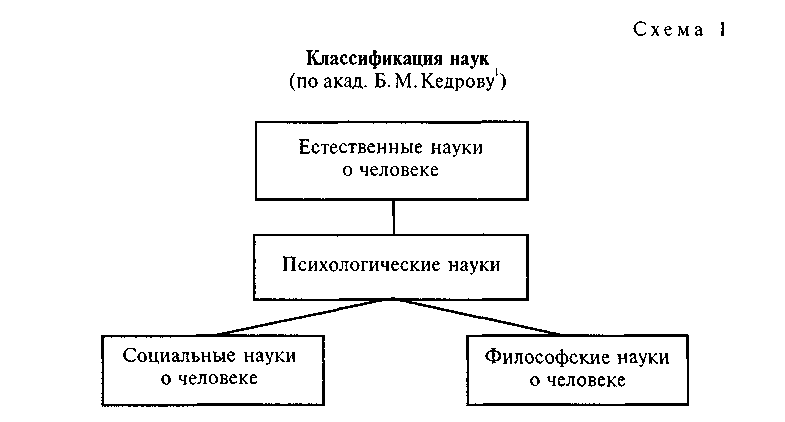 Схема 1
Классификация наук
(по акад. Б. М. Кедрову¹)
Естественные науки
о человеке
Психологические науки
Социальные науки
о человеке
Философские науки
о человеке